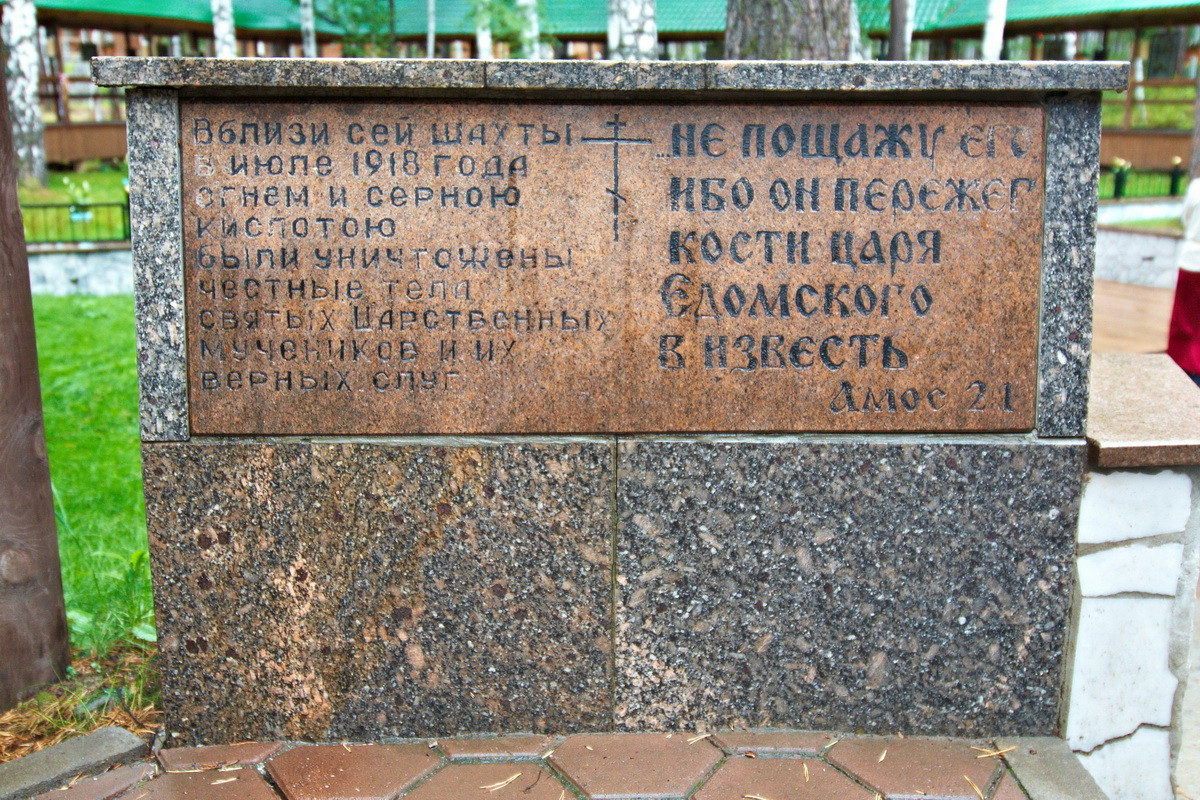 Вблизи сей шахты
в июле 1918 года
огнем и серною
кислотою
были уничтожены
честные тела
святых Царственных
мучеников и их
верных слуг
...не пощажу его
ибо он пережег
кости царя
Едомского
в известь
Амос 2.1